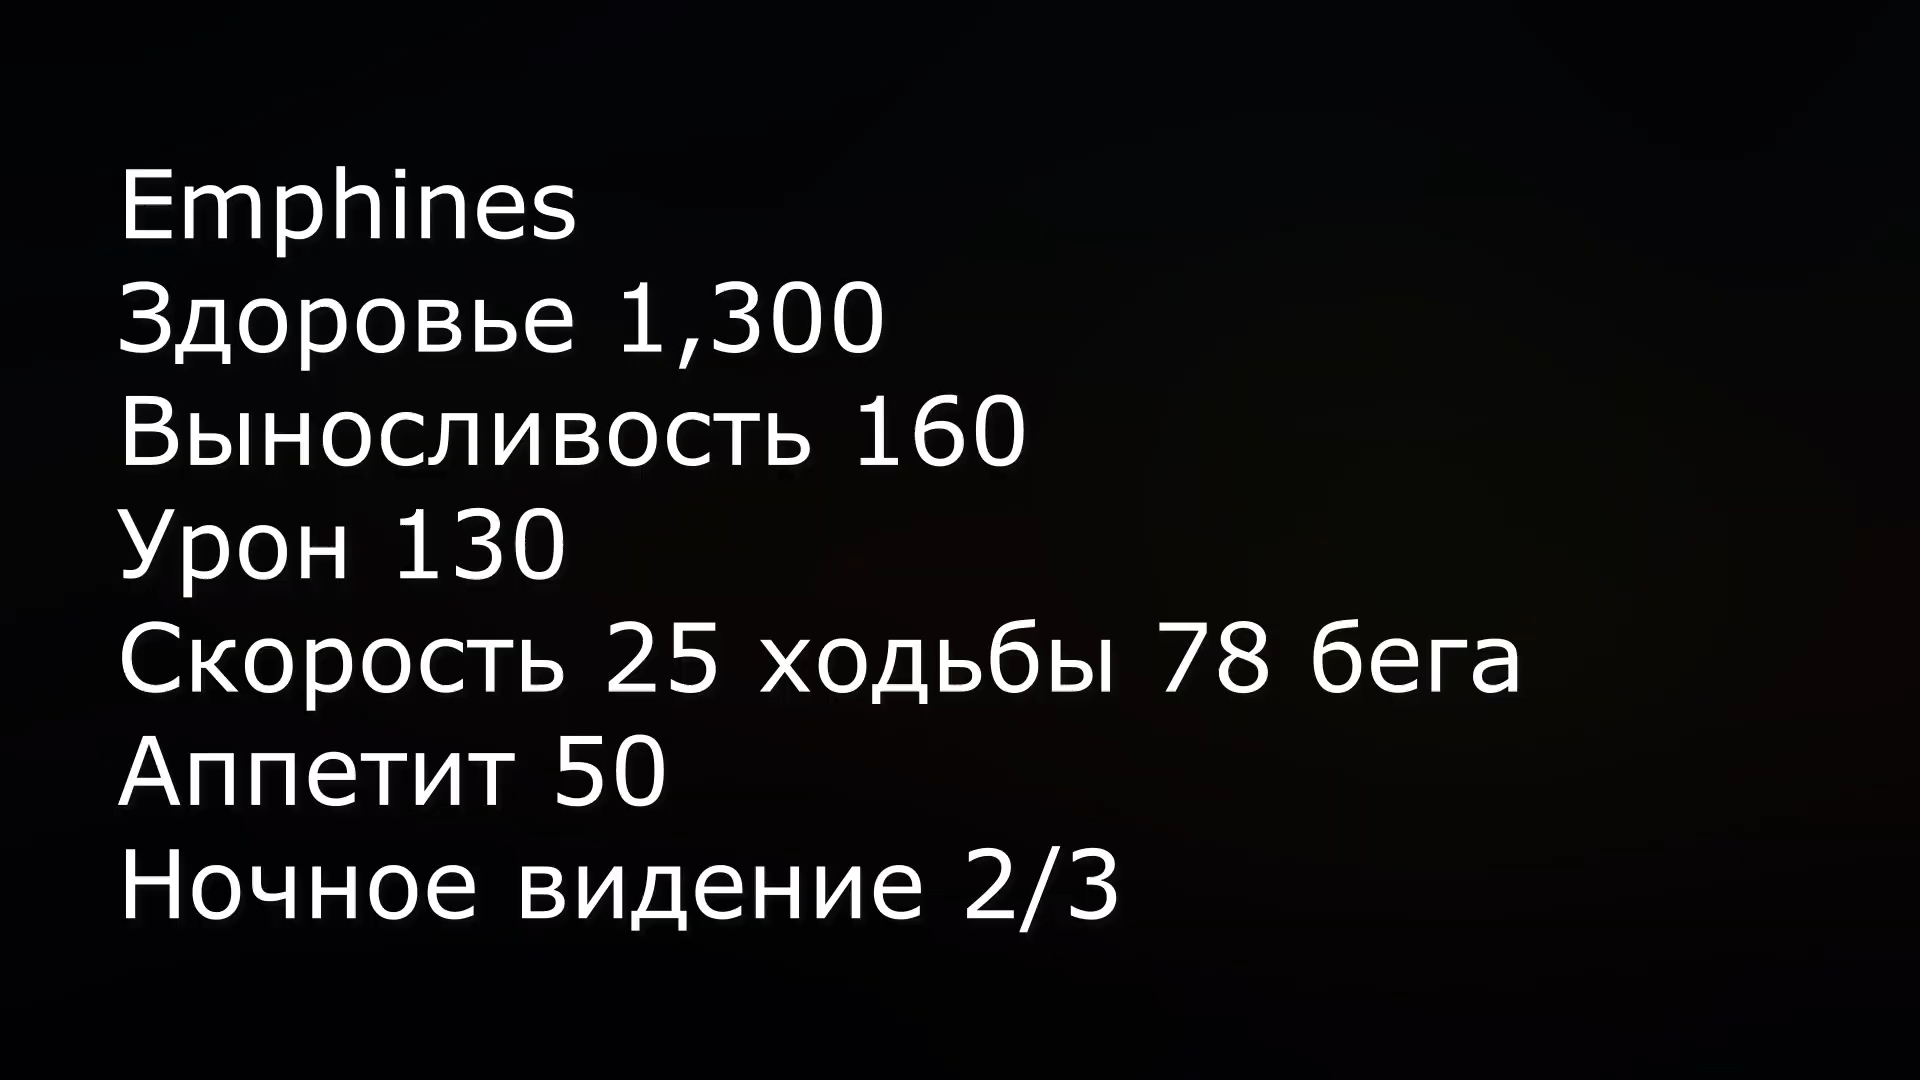 Emphines
Здоровье 1,300
Выносливость 160
Урон 130
Скорость 25 ходьбы 78 бега
Аппетит 50
Ночное видение 2/3